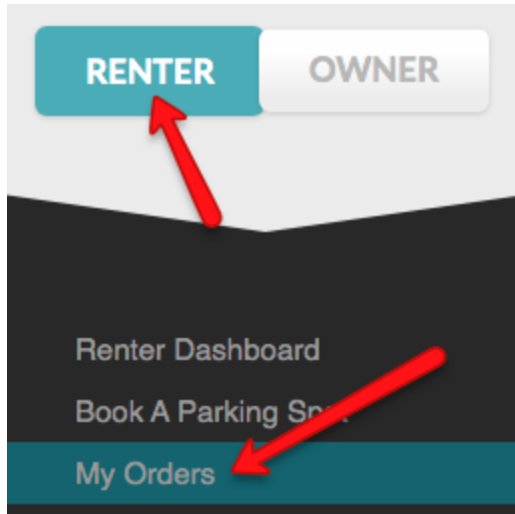 RENTER OWNER
Renter Dashboard
Book A Parking Spot
My Orders